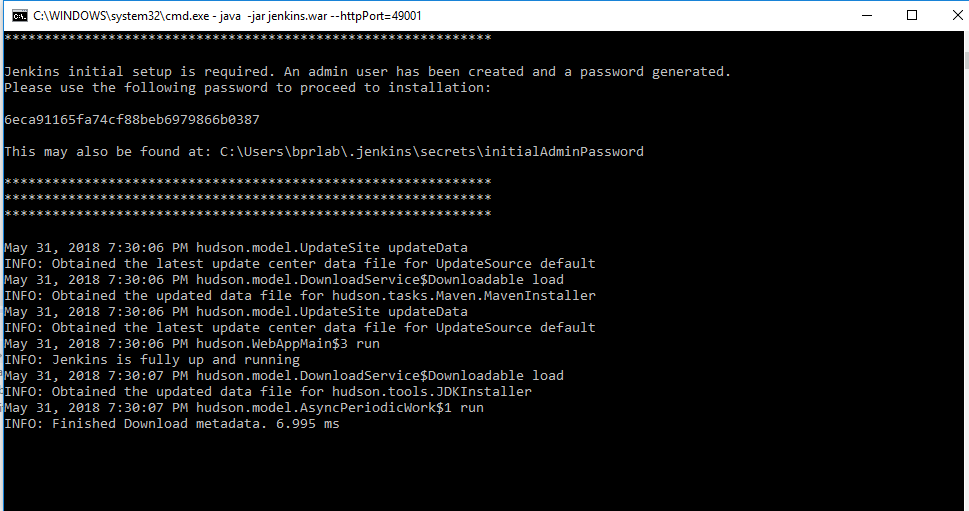 C:\WINDOWS\system32\cmd.exe - java -jar jenkins.war --httpPort=49001
*************************************************************
Jenkins initial setup is required. An admin user has been created and a password generated.
Please use the following password to proceed to installation:
6eca91165fa74cf88beb6979866b0387
This may also be found at: C:\Users\bprlab\.jenkins\secrets\initialAdminPassword
*************************************************************
*************************************************************
*************************************************************
May 31, 2018 7:30:06 PM hudson.model.UpdateSite updateData
INFO: Obtained the latest update center data file for UpdateSource default
May 31, 2018 7:30:06 PM hudson.model.DownloadService$Downloadable load
INFO: Obtained the updated data file for hudson.tasks.Maven.MavenInstaller
May 31, 2018 7:30:06 PM hudson.model.UpdateSite updateData
INFO: Obtained the latest update center data file for UpdateSource default
May 31, 2018 7:30:06 PM hudson.WebAppMain$3 run
INFO: Jenkins is fully up and running
May 31, 2018 7:30:07 PM hudson.model.DownloadService$Downloadable load
INFO: Obtained the updated data file for hudson.tools.JDKInstaller
May 31, 2018 7:30:07 PM hudson.model.AsyncPeriodicWork$1 run
INFO: Finished Download metadata. 6.995 ms